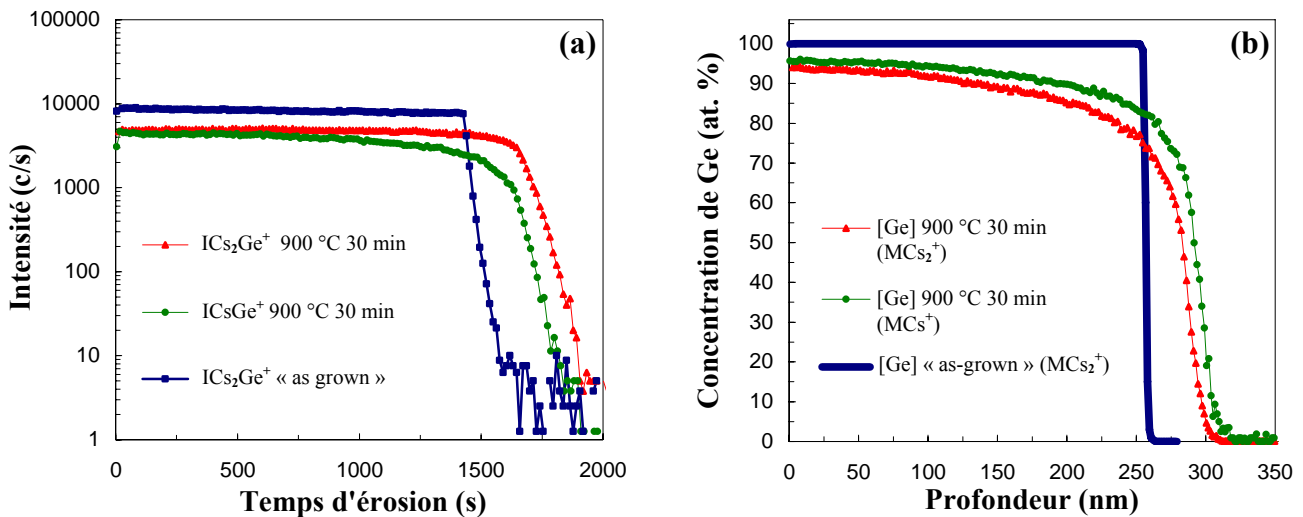 (a)
Intensité (c/s)
100000
10000
1000
100
10
1
0
500
1000
1500
2000
Temps d'érosion (s)
ICs₂Ge⁺ 900 °C 30 min
ICsGe⁺ 900 °C 30 min
ICs₂Ge⁺ « as grown »
(b)
Concentration de Ge (at. %)
100
90
80
70
60
50
40
30
20
10
0
0
50
100
150
200
250
300
350
Profondeur (nm)
[Ge] 900 °C 30 min
(MCs₂⁺)
[Ge] 900 °C 30 min
(MCs⁺)
[Ge] « as-grown » (MCs₂⁺)